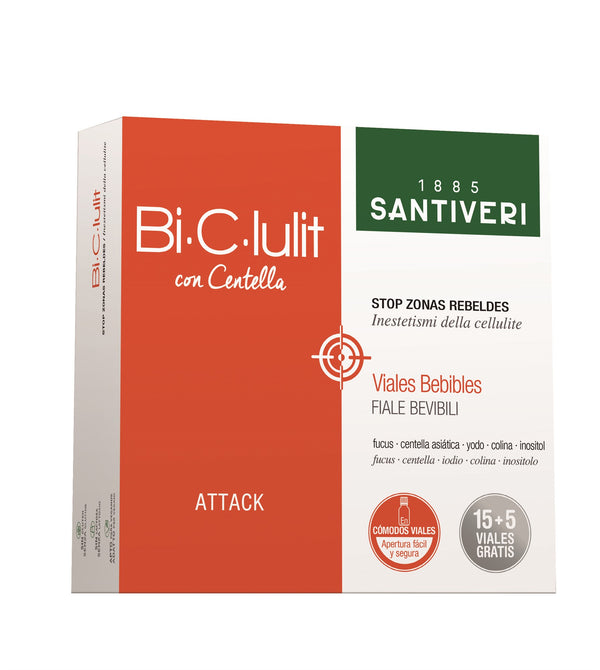 Bi·C·lulit
con Centella
ATTACK
1885
SANTIVERI
STOP ZONAS REBELDES
Inestetismi della cellulite
Viales Bebibles
FIALE BEVIBILI
fucus · centella asiática · yodo · colina · inositol
fucus · centella · iodio · colina · inositolo
En
CÓMODOS VIALES
Apertura fácil
y segura
15+5
VIALES
GRATIS
Bi·C·lulit
STOP ZONAS REBELDES / Inestetismi della cellulite